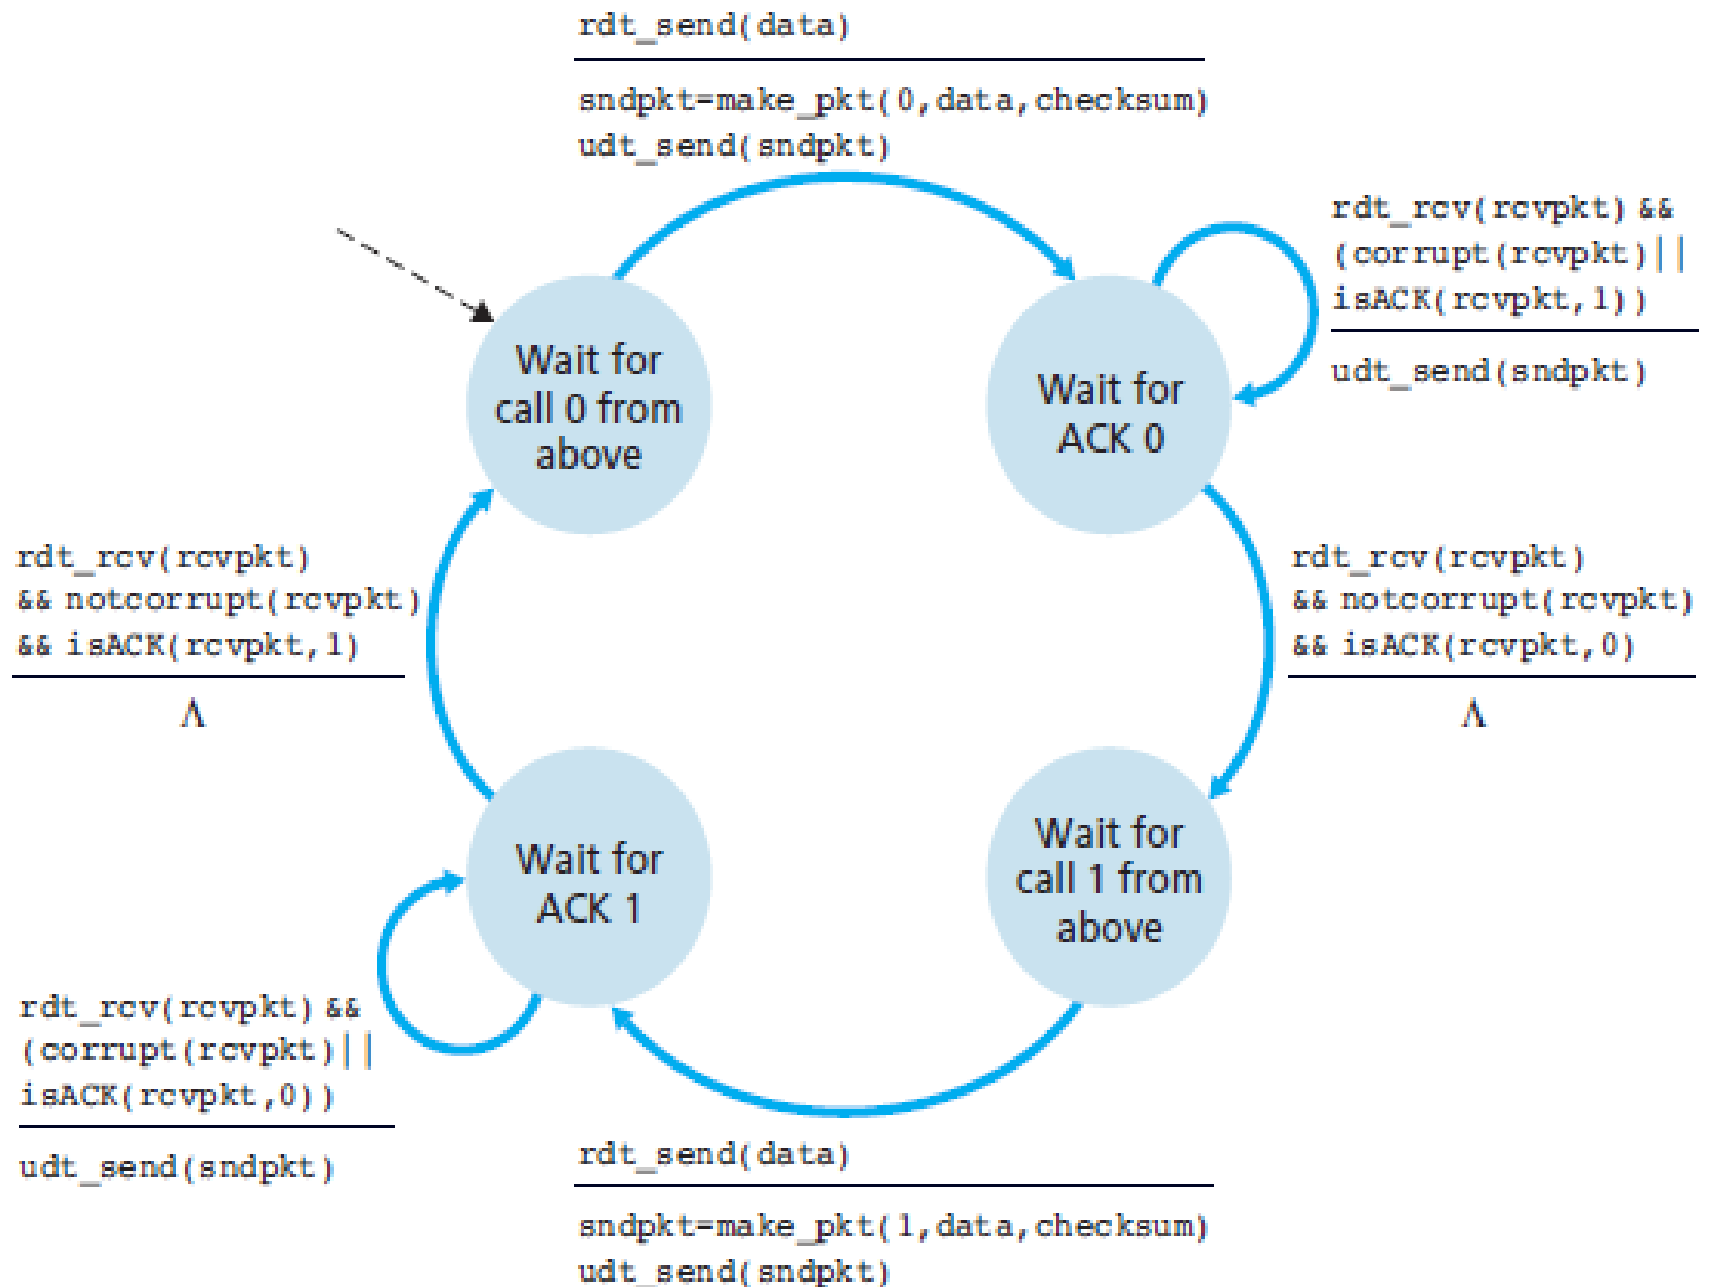 rdt_send(data)
sndpkt=make_pkt(0,data,checksum)
udt_send(sndpkt)
rdt_rcv(rcvpkt) &&
(corrupt(rcvpkt)||
isACK(rcvpkt,1))
udt_send(sndpkt)
Wait for
call 0 from
above
Wait for
ACK 0
rdt_rcv(rcvpkt)
&& notcorrupt(rcvpkt)
&& isACK(rcvpkt,1)
Λ
rdt_rcv(rcvpkt)
&& notcorrupt(rcvpkt)
&& isACK(rcvpkt,0)
Λ
Wait for
ACK 1
Wait for
call 1 from
above
rdt_rcv(rcvpkt) &&
(corrupt(rcvpkt)||
isACK(rcvpkt,0))
udt_send(sndpkt)
rdt_send(data)
sndpkt=make_pkt(1,data,checksum)
udt_send(sndpkt)